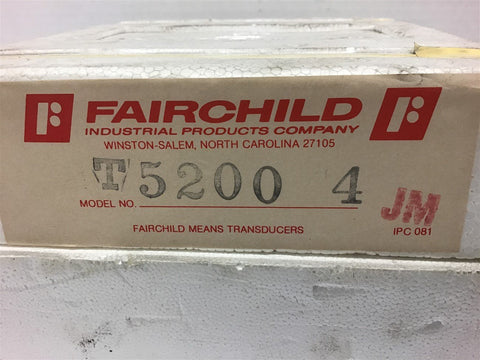 FAIRCHILD
INDUSTRIAL PRODUCTS COMPANY
WINSTON-SALEM, NORTH CAROLINA 27105
MODEL NO. T5200 4
JM
FAIRCHILD MEANS TRANSDUCERS
IPC 081